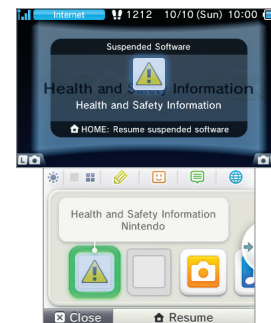 Internet 1212 10/10 (Sun) 10:00
Suspended Software
Health and Safety Information
Health and Safety Information
HOME: Resume suspended software
L
Health and Safety Information
Nintendo
Close Resume